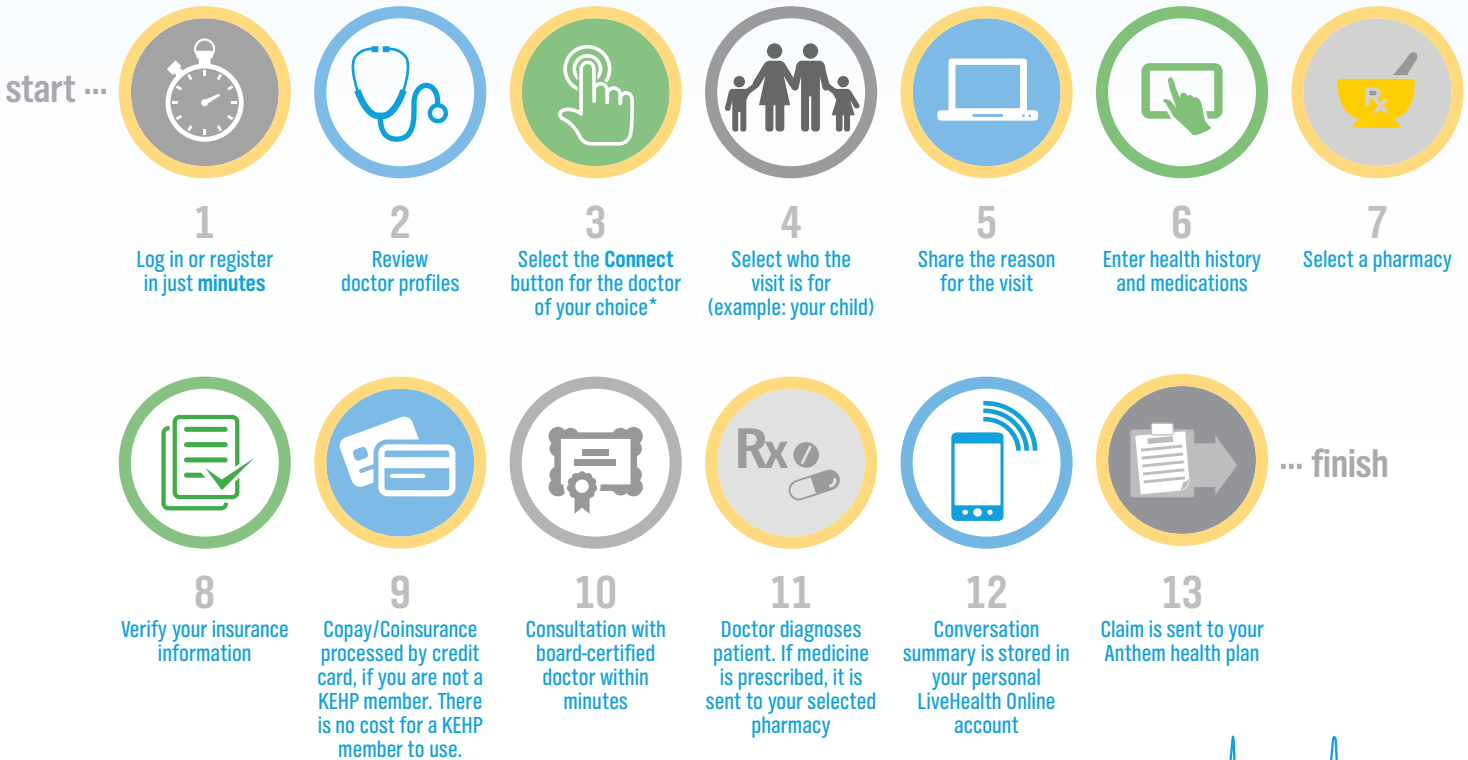 start ...
Rx
1
Log in or register
in just minutes
2
Review
doctor profiles
3
Select the Connect
button for the doctor
of your choice*
4
Select who the
visit is for
(example: your child)
5
Share the reason
for the visit
6
Enter health history
and medications
7
Select a pharmacy
Rx
... finish
8
Verify your insurance
information
9
Copay/Coinsurance
processed by credit
card, if you are not a
KEHP member. There
is no cost for a KEHP
member to use.
10
Consultation with
board-certified
doctor within
minutes
11
Doctor diagnoses
patient. If medicine
is prescribed, it is
sent to your selected
pharmacy
12
Conversation
summary is stored in
your personal
LiveHealth Online
account
13
Claim is sent to your
Anthem health plan